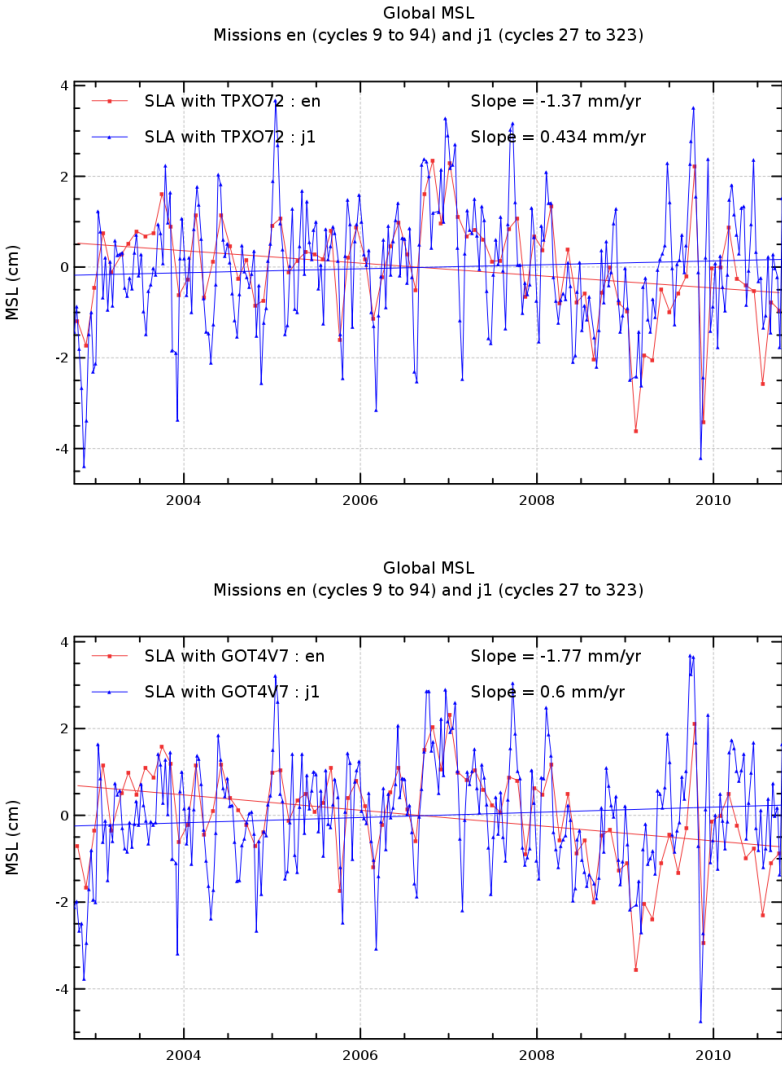 Global MSL
Missions en (cycles 9 to 94) and j1 (cycles 27 to 323)
4
SLA with TPXO72 : en
Slope = -1.37 mm/yr
SLA with TPXO72 : j1
Slope = 0.434 mm/yr
2
0
MSL (cm)
-2
-4
2004
2006
2008
2010
Global MSL
Missions en (cycles 9 to 94) and j1 (cycles 27 to 323)
4
SLA with GOT4V7 : en
Slope = -1.77 mm/yr
SLA with GOT4V7 : j1
Slope = 0.6 mm/yr
2
0
MSL (cm)
-2
-4
2004
2006
2008
2010